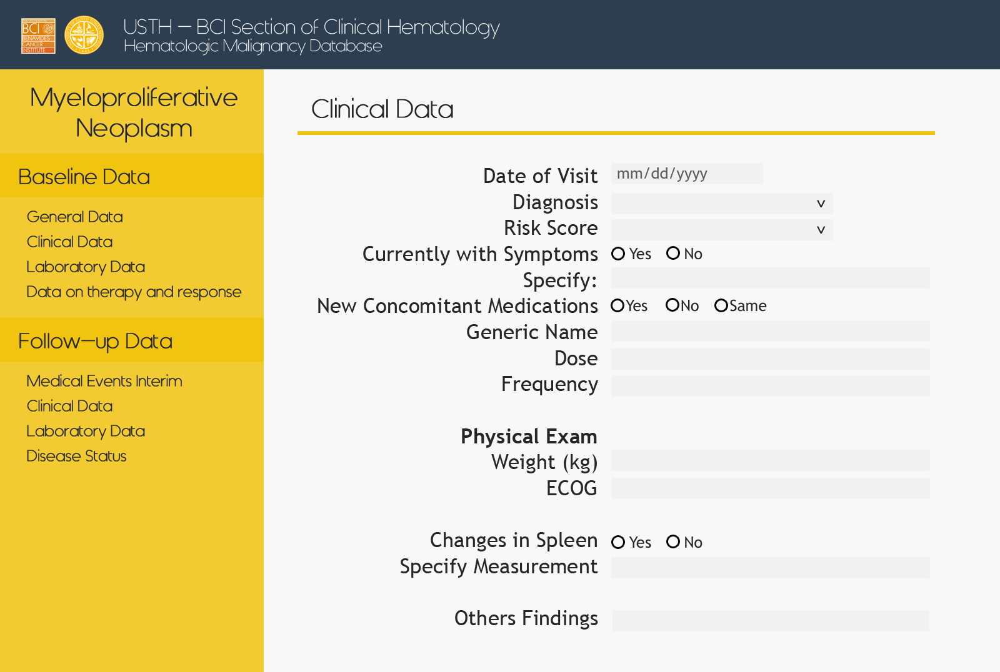 BCI
BENAVIDES
CANCER
INSTITUTE
USTH – BCI Section of Clinical Hematology
Hematologic Malignancy Database
Myeloproliferative
Neoplasm
Baseline Data
General Data
Clinical Data
Laboratory Data
Data on therapy and response
Follow-up Data
Medical Events Interim
Clinical Data
Laboratory Data
Disease Status
Clinical Data
Date of Visit mm/dd/yyyy
Diagnosis
Risk Score
Currently with Symptoms Yes No
Specify:
New Concomitant Medications Yes No Same
Generic Name
Dose
Frequency
Physical Exam
Weight (kg)
ECOG
Changes in Spleen Yes No
Specify Measurement
Others Findings